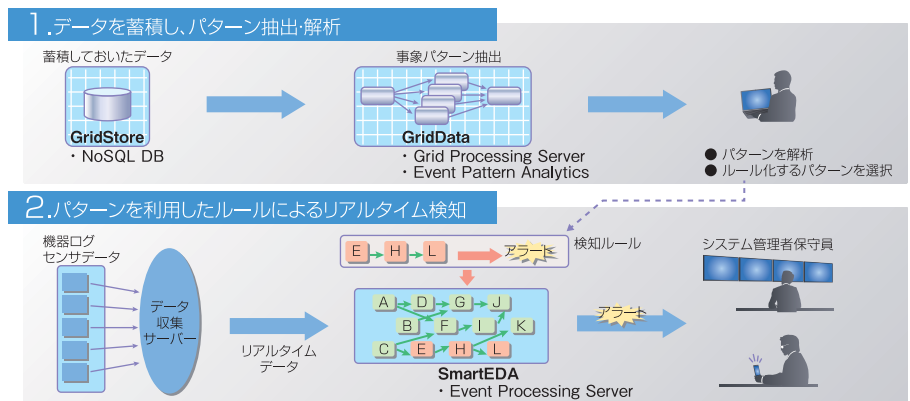 1.データを蓄積し、パターン抽出・解析
蓄積しておいたデータ
事象パターン抽出
GridStore
・NoSQL DB
GridData
・Grid Processing Server
・Event Pattern Analytics
● パターンを解析
● ルール化するパターンを選択
2.パターンを利用したルールによるリアルタイム検知
機器ログ
センサデータ
データ
収集
サーバー
リアルタイム
データ
E H L アラート
検知ルール
A D G J
B F I K
C E H L
SmartEDA
・Event Processing Server
アラート
システム管理者保守員